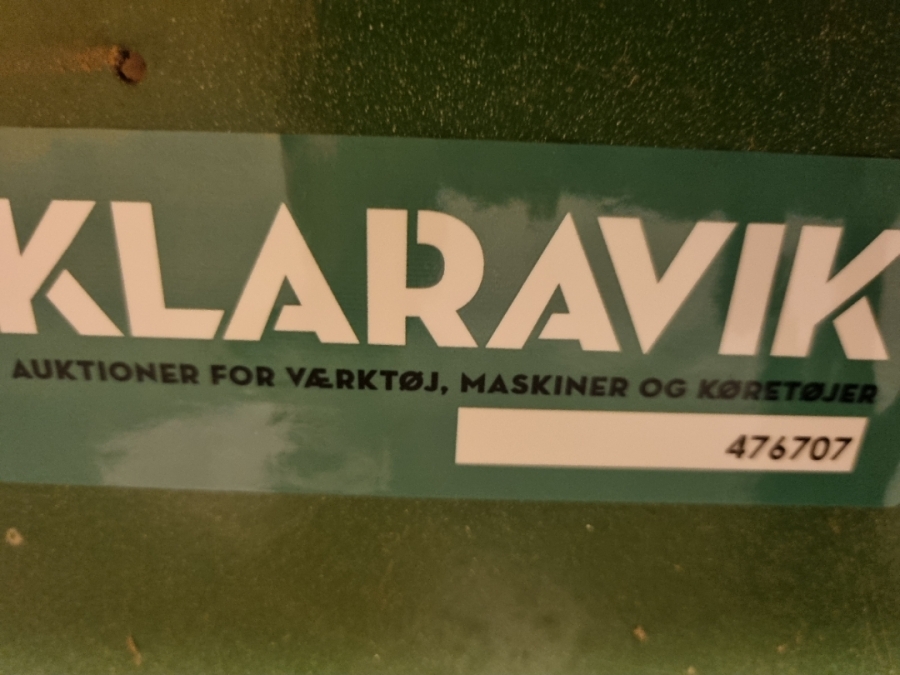 KLARAVIK
AUKTIONER FOR VÆRKTØJ, MASKINER OG KØRETØJER
476707